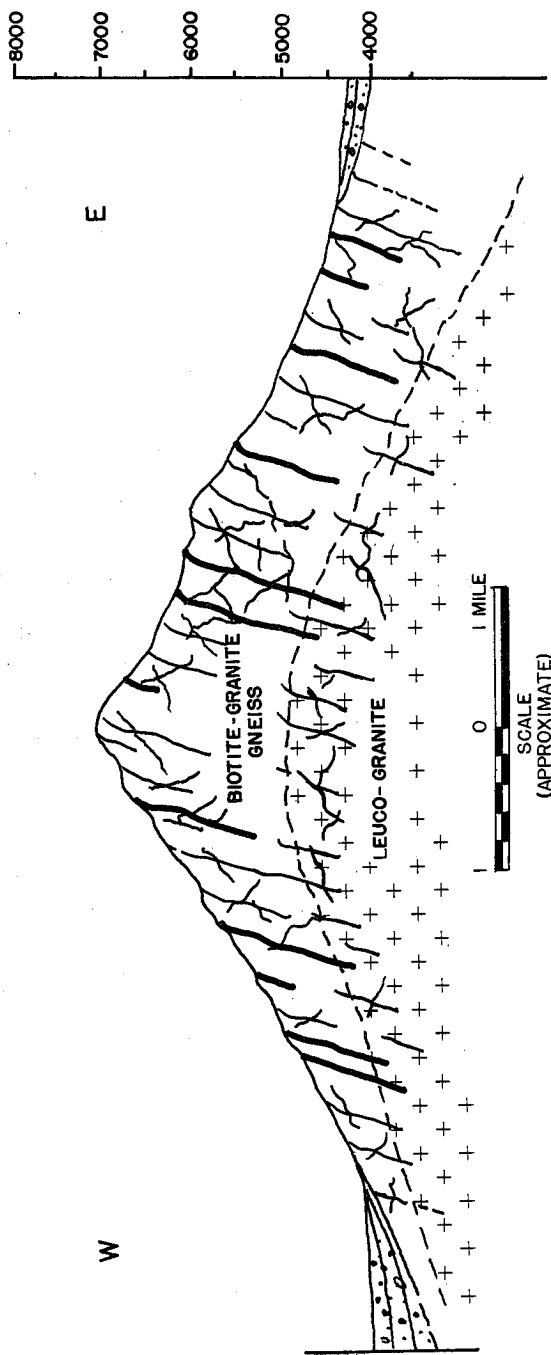 W
E
8000
7000
6000
5000
4000
BIOTITE-GRANITE
GNEISS
LEUCO-GRANITE
1 0 1 MILE
SCALE
(APPROXIMATE)